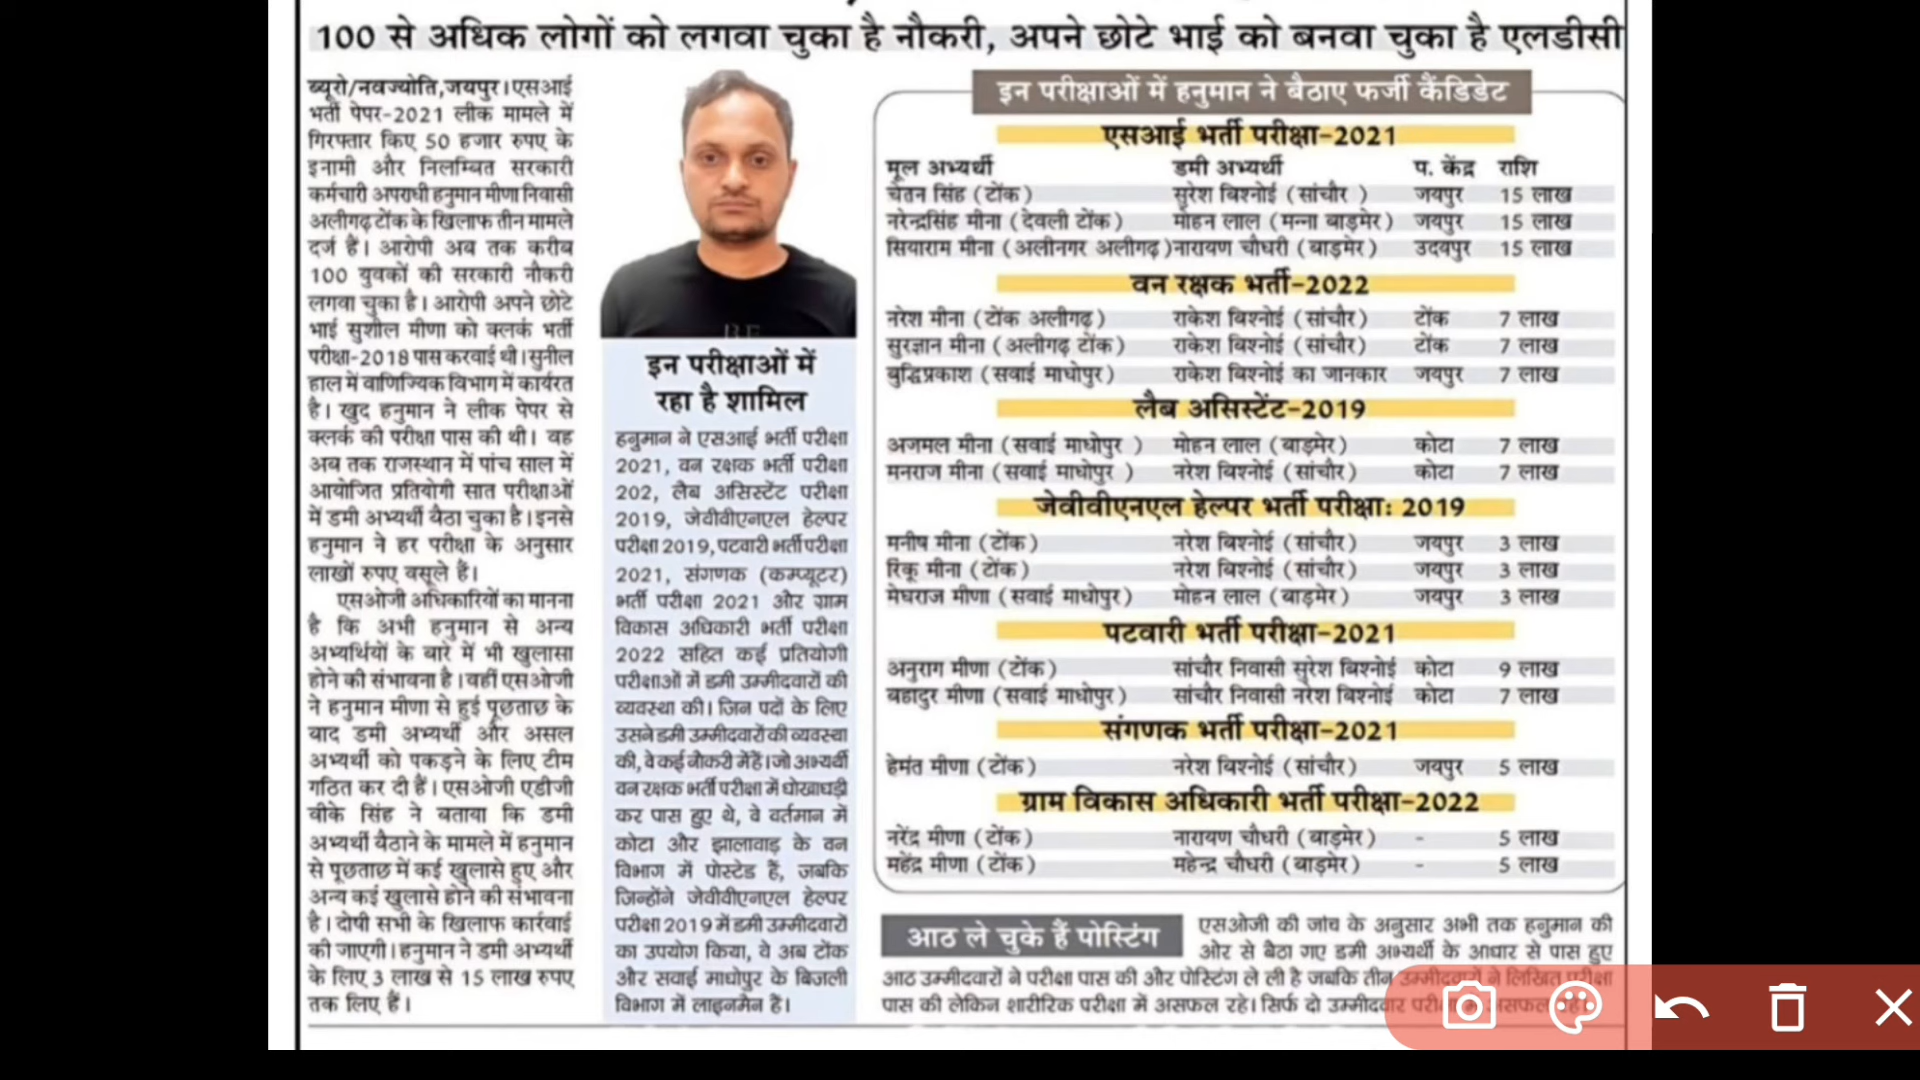 100 से अधिक लोगों को लगवा चुका है नौकरी, अपने छोटे भाई को बनवा चुका है एलडीसी
ब्यूरो/नवज्योति,जयपुर। एसआई
भर्ती पेपर-2021 लीक मामले में
गिरफ्तार किए 50 हजार रुपए के
इनामी और निलम्बित सरकारी
कर्मचारी अपराधी हनुमान मीणा निवासी
अलीगढ़ टोंक के खिलाफ तीन मामले
दर्ज हैं। आरोपी अब तक करीब
100 युवकों की सरकारी नौकरी
लगवा चुका है। आरोपी अपने छोटे
भाई सुशील मीणा को क्लर्क भर्ती
परीक्षा-2018 पास करवाई थी। सुनील
हाल में वाणिज्यिक विभाग में कार्यरत
है। खुद हनुमान ने लीक पेपर से
क्लर्क की परीक्षा पास की थी। वह
अब तक राजस्थान में पांच साल में
आयोजित प्रतियोगी सात परीक्षाओं
में डमी अभ्यर्थी बैठा चुका है। इनसे
हनुमान ने हर परीक्षा के अनुसार
लाखों रुपए वसूले हैं।
एसओजी अधिकारियों का मानना
है कि अभी हनुमान से अन्य
अभ्यर्थियों के बारे में भी खुलासा
होने की संभावना है। वहीं एसओजी
ने हनुमान मीणा से हुई पूछताछ के
बाद डमी अभ्यर्थी और असल
अभ्यर्थी को पकड़ने के लिए टीम
गठित कर दी हैं। एसओजी एडीजी
वीके सिंह ने बताया कि डमी
अभ्यर्थी बैठाने के मामले में हनुमान
से पूछताछ में कई खुलासे हुए और
अन्य कई खुलासे होने की संभावना
है। दोषी सभी के खिलाफ कार्रवाई
की जाएगी। हनुमान ने डमी अभ्यर्थी
के लिए 3 लाख से 15 लाख रुपए
तक लिए हैं।
इन परीक्षाओं में
रहा है शामिल
हनुमान ने एसआई भर्ती परीक्षा
2021, वन रक्षक भर्ती परीक्षा
202, लैब असिस्टेंट परीक्षा
2019, जेवीवीएनएल हेल्पर
परीक्षा 2019, पटवारी भर्ती परीक्षा
2021, संगणक (कम्प्यूटर)
भर्ती परीक्षा 2021 और ग्राम
विकास अधिकारी भर्ती परीक्षा
2022 सहित कई प्रतियोगी
परीक्षाओं में डमी उम्मीदवारों की
व्यवस्था की। जिन पदों के लिए
उसने डमी उम्मीदवारों की व्यवस्था
की, वे कई नौकरी में हैं। जो अभ्यर्थी
वन रक्षक भर्ती परीक्षा में धोखाधड़ी
कर पास हुए थे, वे वर्तमान में
कोटा और झालावाड़ के वन
विभाग में पोस्टेड हैं, जबकि
जिन्होंने जेवीवीएनएल हेल्पर
परीक्षा 2019 में डमी उम्मीदवारों
का उपयोग किया, वे अब टोंक
और सवाई माधोपुर के बिजली
विभाग में लाइनमैन हैं।
इन परीक्षाओं में हनुमान ने बैठाए फर्जी कैंडिडेट
एसआई भर्ती परीक्षा-2021
मूल अभ्यर्थी डमी अभ्यर्थी प. केंद्र राशि
चेतन सिंह (टोंक) सुरेश बिश्नोई (सांचौर ) जयपुर 15 लाख
नरेन्द्रसिंह मीना (देवली टोंक) मोहन लाल (मन्ना बाड़मेर) जयपुर 15 लाख
सियाराम मीना (अलीनगर अलीगढ़) नारायण चौधरी (बाड़मेर) उदयपुर 15 लाख
वन रक्षक भर्ती-2022
नरेश मीना (टोंक अलीगढ़) राकेश बिश्नोई (सांचौर) टोंक 7 लाख
सुरज्ञान मीना (अलीगढ़ टोंक) राकेश बिश्नोई (सांचौर) टोंक 7 लाख
बुद्धिप्रकाश (सवाई माधोपुर) राकेश बिश्नोई का जानकार जयपुर 7 लाख
लैब असिस्टेंट-2019
अजमल मीना (सवाई माधोपुर ) मोहन लाल (बाड़मेर) कोटा 7 लाख
मनराज मीना (सवाई माधोपुर ) नरेश बिश्नोई (सांचौर) कोटा 7 लाख
जेवीवीएनएल हेल्पर भर्ती परीक्षा: 2019
मनीष मीना (टोंक) नरेश बिश्नोई (सांचौर) जयपुर 3 लाख
रिंकू मीना (टोंक) नरेश बिश्नोई (सांचौर) जयपुर 3 लाख
मेघराज मीणा (सवाई माधोपुर) मोहन लाल (बाड़मेर) जयपुर 3 लाख
पटवारी भर्ती परीक्षा-2021
अनुराग मीणा (टोंक) सांचौर निवासी सुरेश बिश्नोई कोटा 9 लाख
बहादुर मीणा (सवाई माधोपुर) सांचौर निवासी नरेश बिश्नोई कोटा 7 लाख
संगणक भर्ती परीक्षा-2021
हेमंत मीणा (टोंक) नरेश बिश्नोई (सांचौर) जयपुर 5 लाख
ग्राम विकास अधिकारी भर्ती परीक्षा-2022
नरेंद्र मीणा (टोंक) नारायण चौधरी (बाड़मेर) - 5 लाख
महेंद्र मीणा (टोंक) महेन्द्र चौधरी (बाड़मेर) - 5 लाख
आठ ले चुके हैं पोस्टिंग
एसओजी की जांच के अनुसार अभी तक हनुमान की
ओर से बैठा गए डमी अभ्यर्थी के आधार से पास हुए
आठ उम्मीदवारों ने परीक्षा पास की और पोस्टिंग ले ली है जबकि तीन उम्मीदवारों ने लिखित परीक्षा
पास की लेकिन शारीरिक परीक्षा में असफल रहे। सिर्फ दो उम्मीदवार असफल